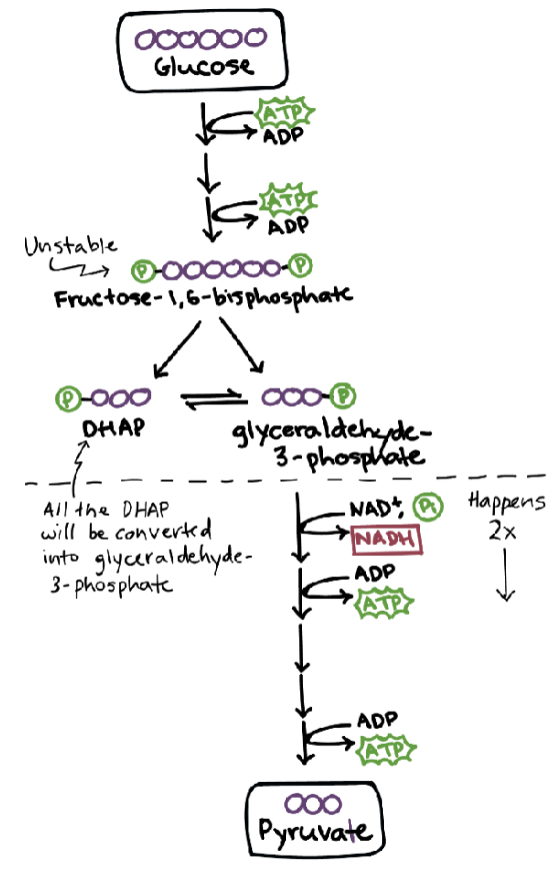 Glucose
ATP
ADP
ATP
ADP
Unstable
P
P
Fructose-1,6-bisphosphate
P
P
DHAP
glyceraldehyde-
3-phosphate
All the DHAP
will be converted
into glyceraldehyde-
3-phosphate
NAD+, Pi
NADH
Happens
2x
ADP
ATP
ADP
ATP
Pyruvate